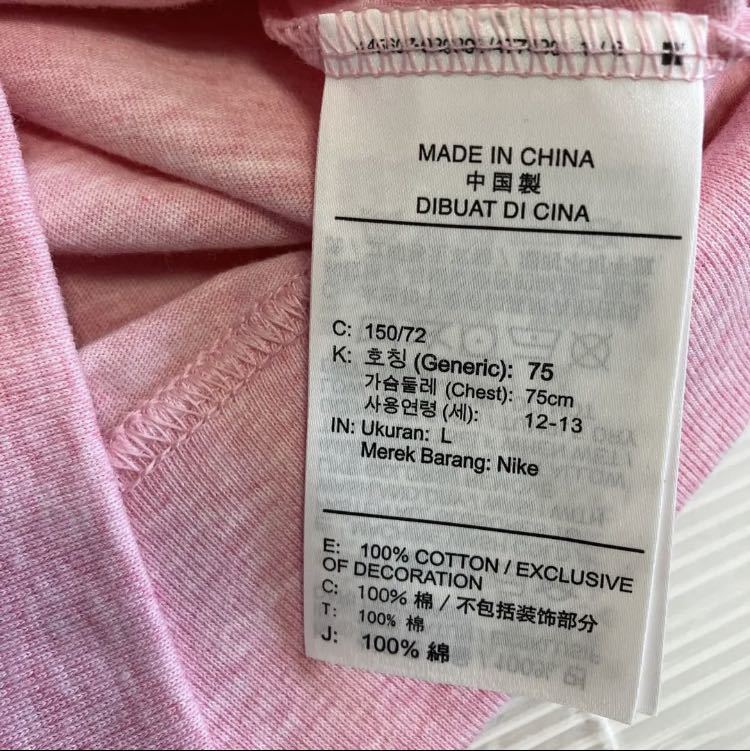 MADE IN CHINA
中国製
DIBUAT DI CINA
C: 150/72
K: 호칭 (Generic): 75
가슴둘레 (Chest): 75cm
사용연령 (세): 12-13
IN: Ukuran: L
Merek Barang: Nike
E: 100% COTTON / EXCLUSIVE
OF DECORATION
C: 100% 棉 / 不包括装饰部分
T: 100% 棉
J: 100% 綿